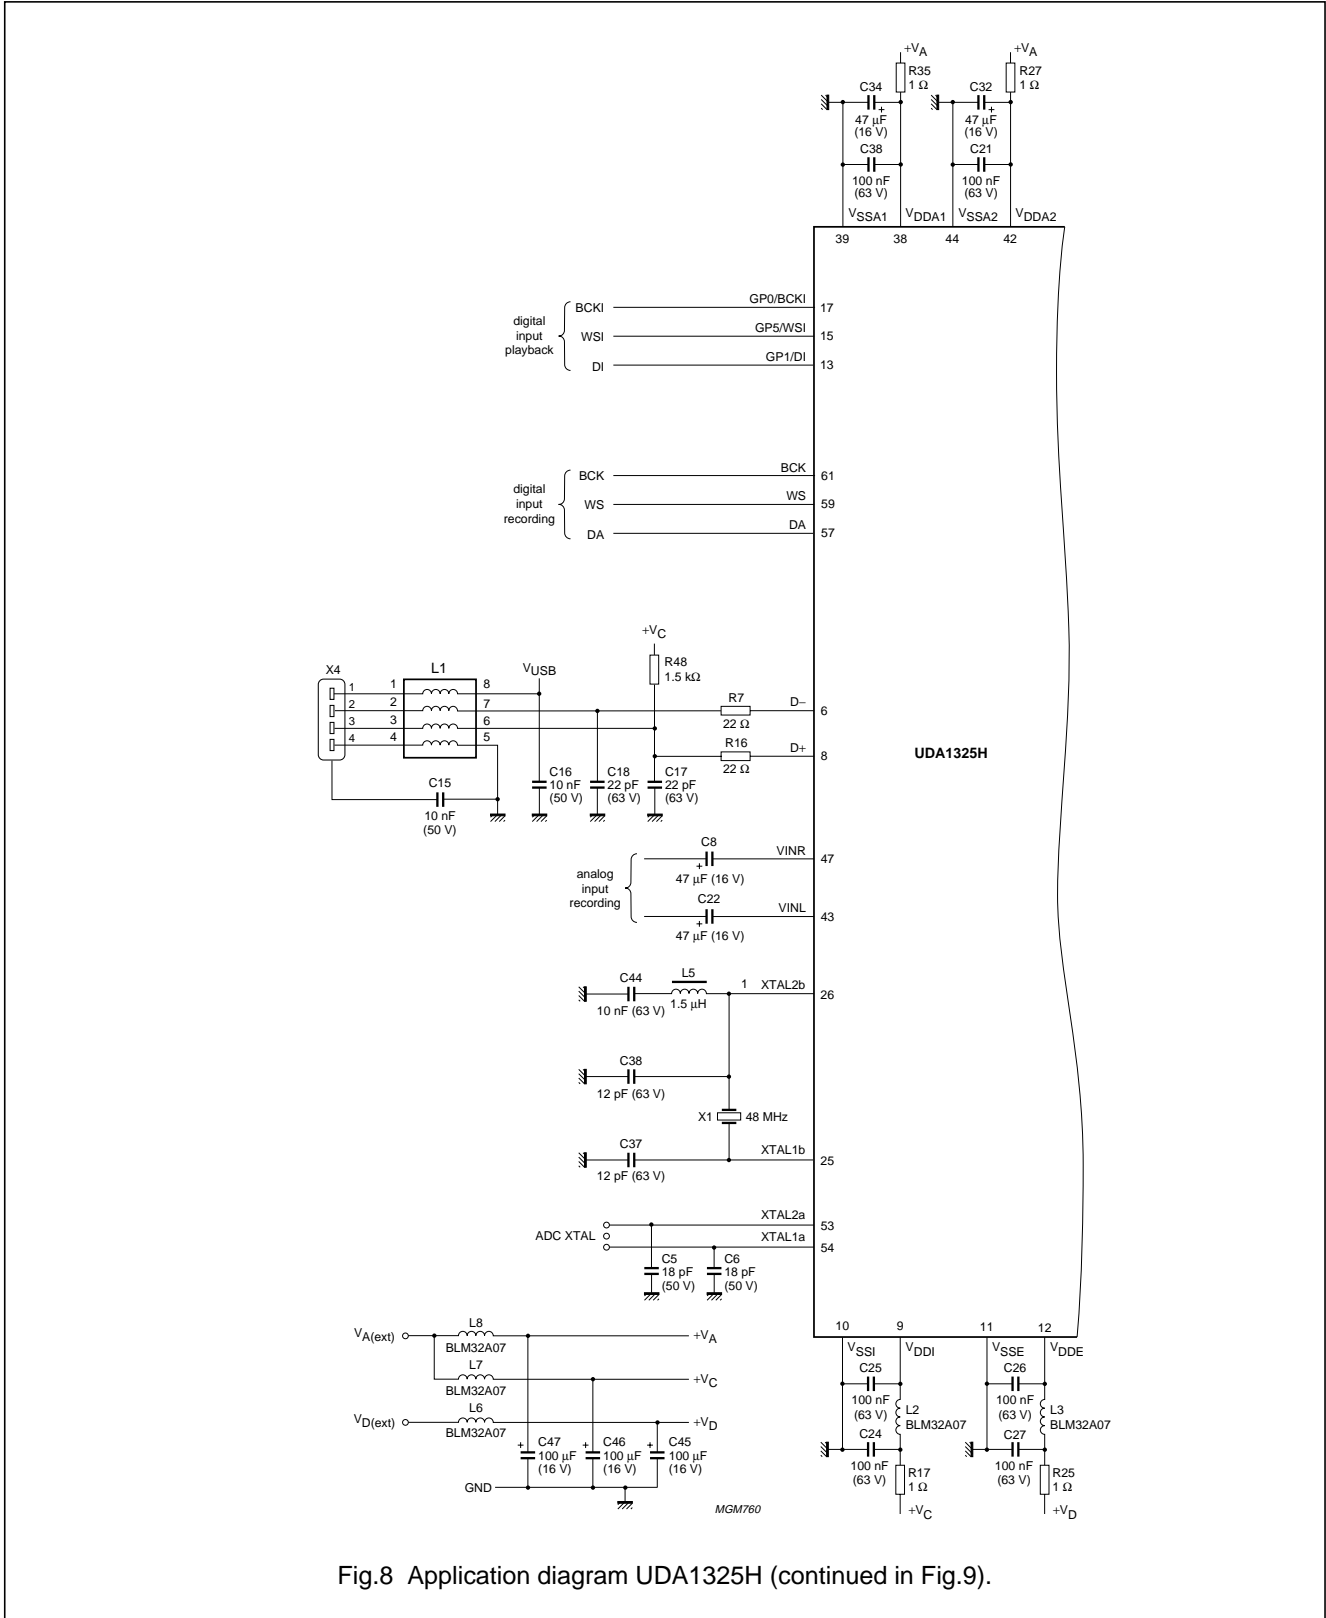 +VA
+VA
R35
1 Ω
R27
1 Ω
C34
47 µF
(16 V)
+
C32
47 µF
(16 V)
+
C38
100 nF
(63 V)
C21
100 nF
(63 V)
VSSA1
VDDA1
VSSA2
VDDA2
39
38
44
42
digital
input
playback
BCKI
GP0/BCKI
17
WSI
GP5/WSI
15
DI
GP1/DI
13
digital
input
recording
BCK
BCK
61
WS
WS
59
DA
DA
57
+VC
R48
1.5 kΩ
X4
L1
VUSB
1
1
8
2
2
7
3
3
6
4
4
5
R7
22 Ω
D−
6
R16
22 Ω
D+
8
UDA1325H
C15
10 nF
(50 V)
C16
10 nF
(50 V)
C18
22 pF
(63 V)
C17
22 pF
(63 V)
analog
input
recording
C8
+
47 µF (16 V)
VINR
47
C22
+
47 µF (16 V)
VINL
43
C44
10 nF (63 V)
L5
1.5 µH
1
XTAL2b
26
C38
12 pF (63 V)
X1
48 MHz
C37
12 pF (63 V)
XTAL1b
25
ADC XTAL
XTAL2a
53
XTAL1a
54
C5
18 pF
(50 V)
C6
18 pF
(50 V)
VA(ext)
L8
BLM32A07
+VA
L7
BLM32A07
+VC
VD(ext)
L6
BLM32A07
+VD
+
C47
100 µF
(16 V)
+
C46
100 µF
(16 V)
+
C45
100 µF
(16 V)
GND
10
9
11
12
VSSI
VDDI
VSSE
VDDE
C25
100 nF
(63 V)
L2
BLM32A07
C24
100 nF
(63 V)
R17
1 Ω
+VC
C26
100 nF
(63 V)
L3
BLM32A07
C27
100 nF
(63 V)
R25
1 Ω
+VD
MGM760
Fig.8 Application diagram UDA1325H (continued in Fig.9).